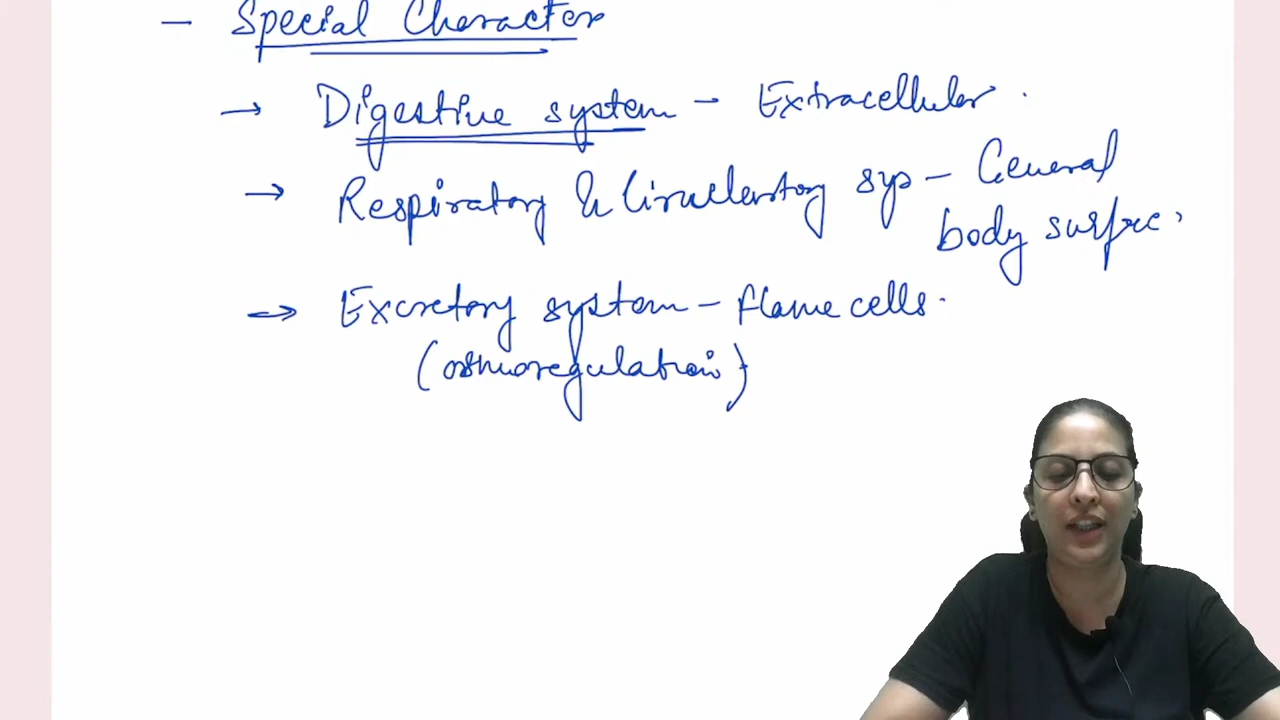 - Special Character
→ Digestive system - Extracellular.
→ Respiratory & Circulatory sys - General
body surface.
→ Excretory system - flame cells.
(osmoregulation)